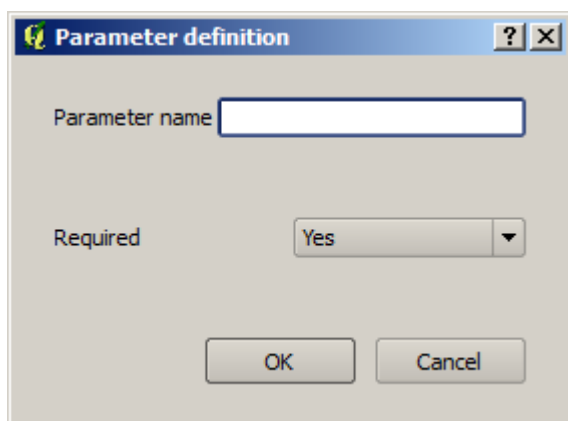 Parameter definition
Parameter name
Required Yes
OK Cancel